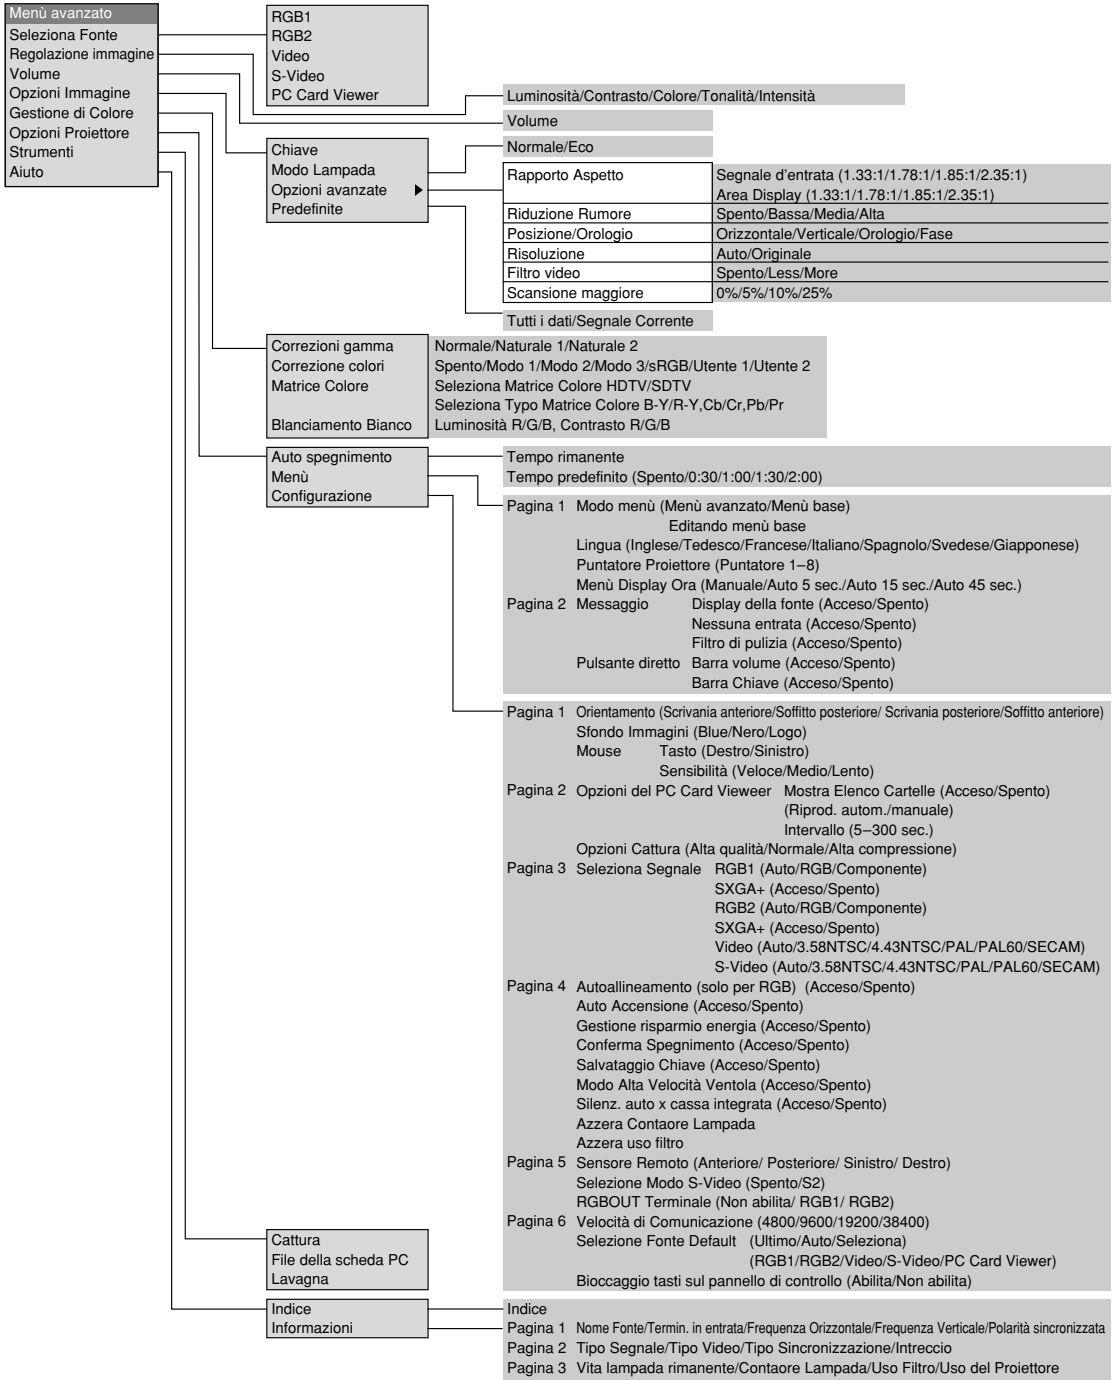 Menù avanzato
Seleziona Fonte
Regolazione immagine
Volume
Opzioni Immagine
Gestione di Colore
Opzioni Proiettore
Strumenti
Aiuto
RGB1
RGB2
Video
S-Video
PC Card Viewer
Luminosità/Contrasto/Colore/Tonalità/Intensità
Volume
Chiave
Modo Lampada
Opzioni avanzate
Predefinite
Normale/Eco
Rapporto Aspetto Segnale d'entrata (1.33:1/1.78:1/1.85:1/2.35:1)
Area Display (1.33:1/1.78:1/1.85:1/2.35:1)
Riduzione Rumore Spento/Bassa/Media/Alta
Posizione/Orologio Orizzontale/Verticale/Orologio/Fase
Risoluzione Auto/Originale
Filtro video Spento/Less/More
Scansione maggiore 0%/5%/10%/25%
Tutti i dati/Segnale Corrente
Correzioni gamma Normale/Naturale 1/Naturale 2
Correzione colori Spento/Modo 1/Modo 2/Modo 3/sRGB/Utente 1/Utente 2
Matrice Colore Seleziona Matrice Colore HDTV/SDTV
Seleziona Typo Matrice Colore B-Y/R-Y,Cb/Cr,Pb/Pr
Blanciamento Bianco Luminosità R/G/B, Contrasto R/G/B
Auto spegnimento
Menù
Configurazione
Tempo rimanente
Tempo predefinito (Spento/0:30/1:00/1:30/2:00)
Pagina 1 Modo menù (Menù avanzato/Menù base)
Editando menù base
Lingua (Inglese/Tedesco/Francese/Italiano/Spagnolo/Svedese/Giapponese)
Puntatore Proiettore (Puntatore 1–8)
Menù Display Ora (Manuale/Auto 5 sec./Auto 15 sec./Auto 45 sec.)
Pagina 2 Messaggio Display della fonte (Acceso/Spento)
Nessuna entrata (Acceso/Spento)
Filtro di pulizia (Acceso/Spento)
Pulsante diretto Barra volume (Acceso/Spento)
Barra Chiave (Acceso/Spento)
Pagina 1 Orientamento (Scrivania anteriore/Soffitto posteriore/ Scrivania posteriore/Soffitto anteriore)
Sfondo Immagini (Blue/Nero/Logo)
Mouse Tasto (Destro/Sinistro)
Sensibilità (Veloce/Medio/Lento)
Pagina 2 Opzioni del PC Card Vieweer Mostra Elenco Cartelle (Acceso/Spento)
(Riprod. autom./manuale)
Intervallo (5–300 sec.)
Opzioni Cattura (Alta qualità/Normale/Alta compressione)
Pagina 3 Seleziona Segnale RGB1 (Auto/RGB/Componente)
SXGA+ (Acceso/Spento)
RGB2 (Auto/RGB/Componente)
SXGA+ (Acceso/Spento)
Video (Auto/3.58NTSC/4.43NTSC/PAL/PAL60/SECAM)
S-Video (Auto/3.58NTSC/4.43NTSC/PAL/PAL60/SECAM)
Pagina 4 Autoallineamento (solo per RGB) (Acceso/Spento)
Auto Accensione (Acceso/Spento)
Gestione risparmio energia (Acceso/Spento)
Conferma Spegnimento (Acceso/Spento)
Salvataggio Chiave (Acceso/Spento)
Modo Alta Velocità Ventola (Acceso/Spento)
Silenz. auto x cassa integrata (Acceso/Spento)
Azzera Contaore Lampada
Azzera uso filtro
Pagina 5 Sensore Remoto (Anteriore/ Posteriore/ Sinistro/ Destro)
Selezione Modo S-Video (Spento/S2)
RGBOUT Terminale (Non abilita/ RGB1/ RGB2)
Pagina 6 Velocità di Comunicazione (4800/9600/19200/38400)
Selezione Fonte Default (Ultimo/Auto/Seleziona)
(RGB1/RGB2/Video/S-Video/PC Card Viewer)
Bioccaggio tasti sul pannello di controllo (Abilita/Non abilita)
Cattura
File della scheda PC
Lavagna
Indice
Informazioni
Indice
Pagina 1 Nome Fonte/Termin. in entrata/Frequenza Orizzontale/Frequenza Verticale/Polarità sincronizzata
Pagina 2 Tipo Segnale/Tipo Video/Tipo Sincronizzazione/Intreccio
Pagina 3 Vita lampada rimanente/Contaore Lampada/Uso Filtro/Uso del Proiettore